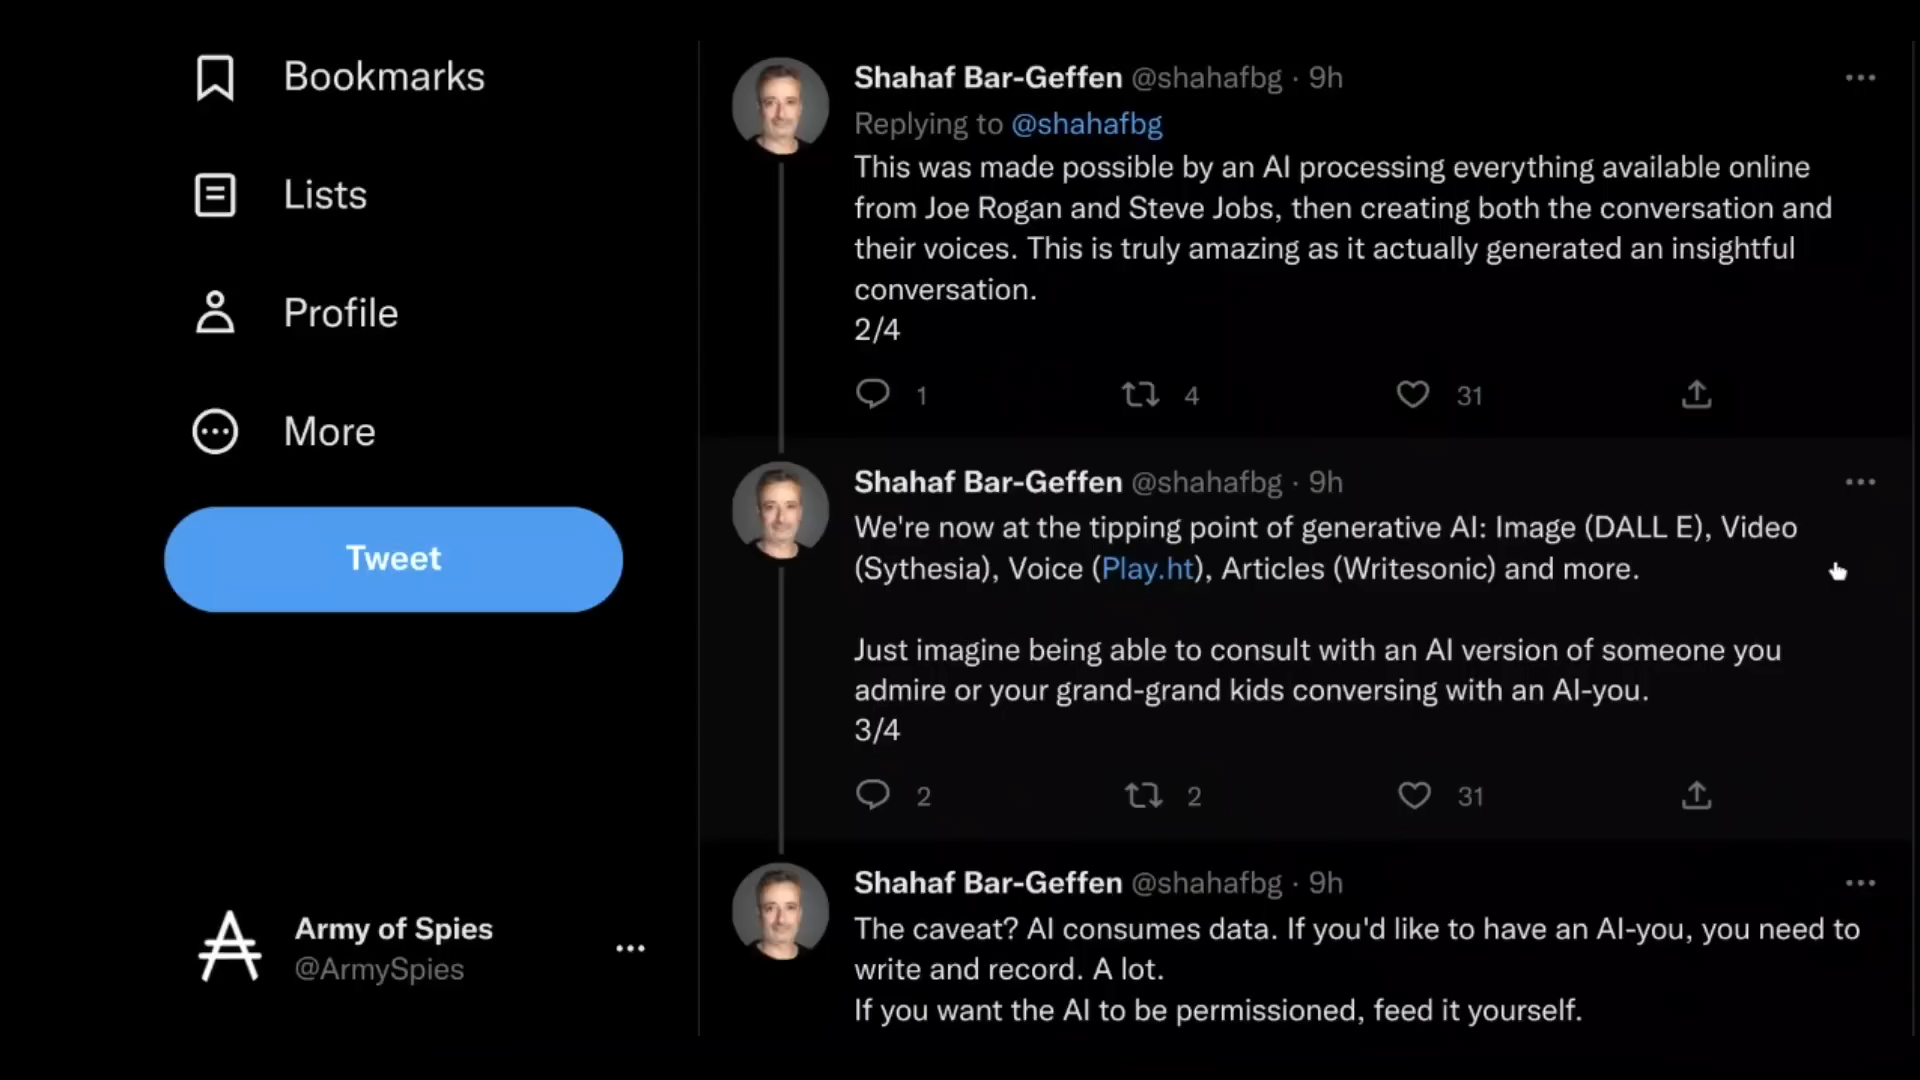 Bookmarks
Lists
Profile
More
Tweet
Army of Spies
@ArmySpies
Shahaf Bar-Geffen @shahafbg · 9h
Replying to @shahafbg
This was made possible by an AI processing everything available online
from Joe Rogan and Steve Jobs, then creating both the conversation and
their voices. This is truly amazing as it actually generated an insightful
conversation.
2/4
1 4 31
Shahaf Bar-Geffen @shahafbg · 9h
We're now at the tipping point of generative AI: Image (DALL E), Video
(Sythesia), Voice (Play.ht), Articles (Writesonic) and more.
Just imagine being able to consult with an AI version of someone you
admire or your grand-grand kids conversing with an AI-you.
3/4
2 2 31
Shahaf Bar-Geffen @shahafbg · 9h
The caveat? AI consumes data. If you'd like to have an AI-you, you need to
write and record. A lot.
If you want the AI to be permissioned, feed it yourself.